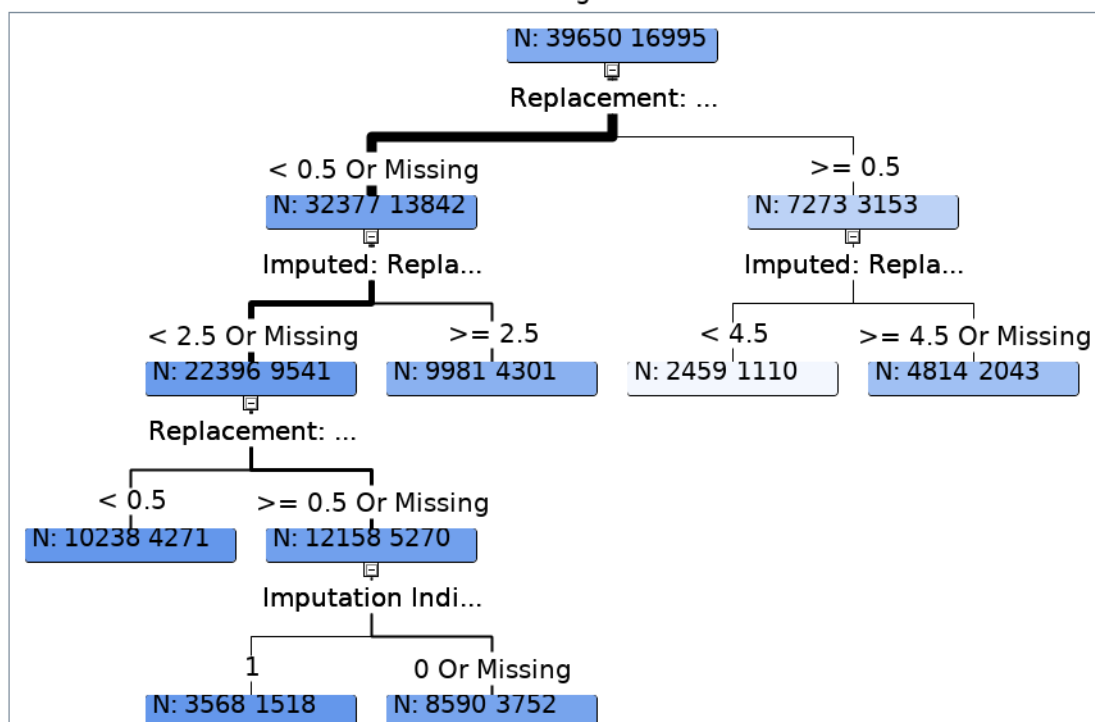 N: 39650 16995
Replacement: ...
< 0.5 Or Missing
>= 0.5
N: 32377 13842
N: 7273 3153
Imputed: Repla...
Imputed: Repla...
< 2.5 Or Missing
>= 2.5
< 4.5
>= 4.5 Or Missing
N: 22396 9541
N: 9981 4301
N: 2459 1110
N: 4814 2043
Replacement: ...
< 0.5
>= 0.5 Or Missing
N: 10238 4271
N: 12158 5270
Imputation Indi...
1
0 Or Missing
N: 3568 1518
N: 8590 3752